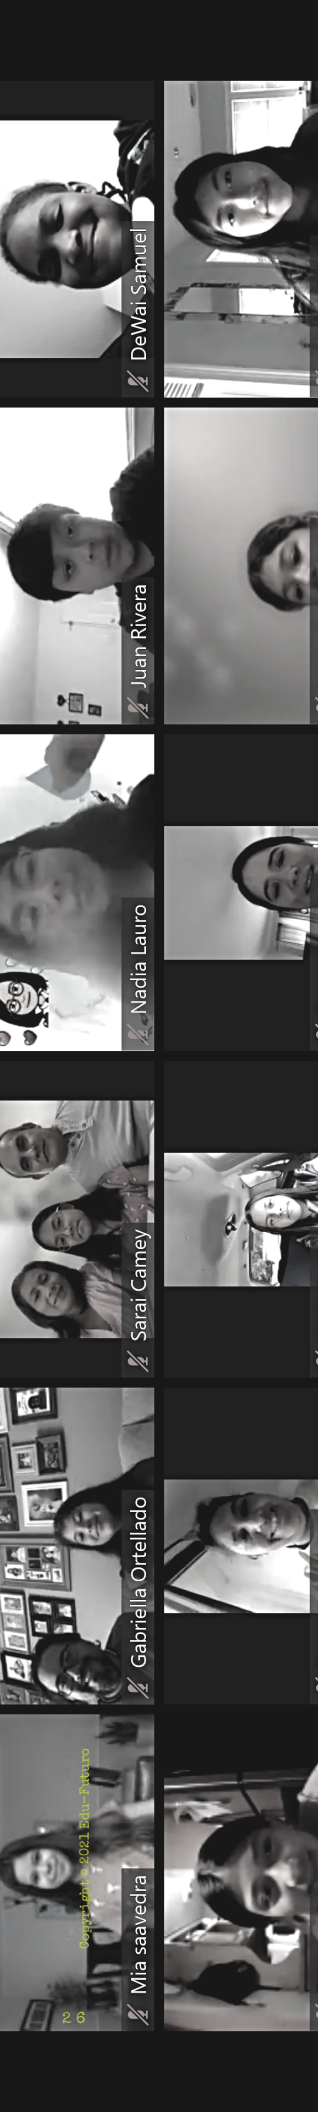 Mia saavedra
Gabriella Ortellado
Sarai Camey
Nadia Lauro
Juan Rivera
DeWai Samuel
Copyright © 2021 Edu-Futuro
26